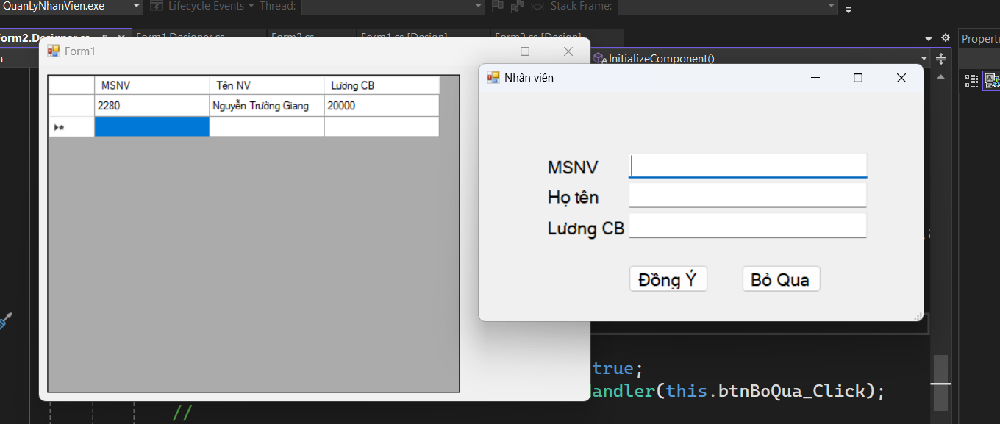 QuanLyNhanVien.exe Lifecycle Events Thread: Stack Frame:
Form2.Designer.cs Form1.Designer.cs Form2.cs Form1.cs [Design] Form2.cs [Design]
Form1
InitializeComponent()
Properti
Nhân viên
MSNV Tên NV Lương CB
2280 Nguyễn Trường Giang 20000
MSNV
Họ tên
Lương CB
Đồng Ý Bỏ Qua
true;
andler(this.btnBoQua_Click);
//